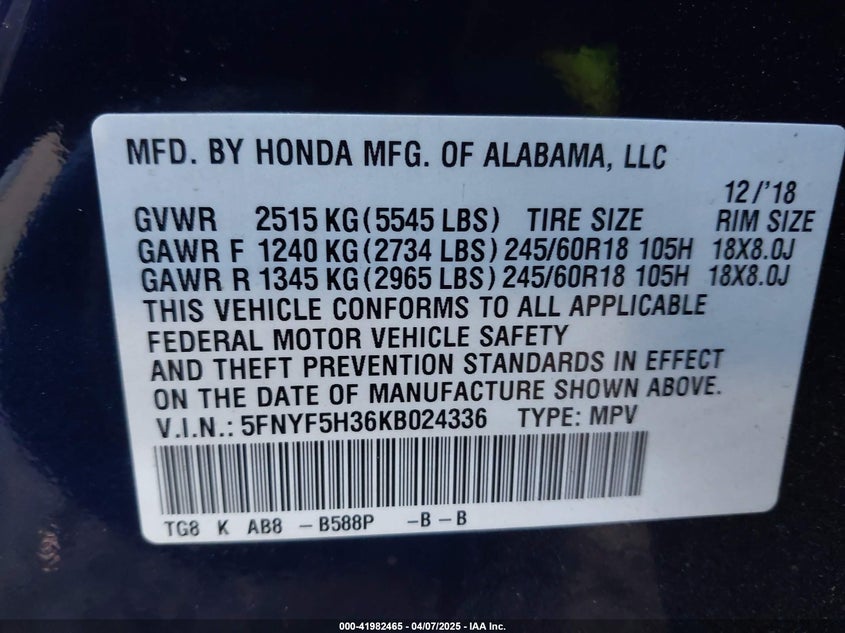 MFD. BY HONDA MFG. OF ALABAMA, LLC
12/'18
GVWR 2515 KG (5545 LBS) TIRE SIZE RIM SIZE
GAWR F 1240 KG (2734 LBS) 245/60R18 105H 18X8.0J
GAWR R 1345 KG (2965 LBS) 245/60R18 105H 18X8.0J
THIS VEHICLE CONFORMS TO ALL APPLICABLE
FEDERAL MOTOR VEHICLE SAFETY
AND THEFT PREVENTION STANDARDS IN EFFECT
ON THE DATE OF MANUFACTURE SHOWN ABOVE.
V.I.N.: 5FNYF5H36KB024336 TYPE: MPV
TG8 K AB8 -B588P -B-B
000-41982465 - 04/07/2025 - IAA Inc.